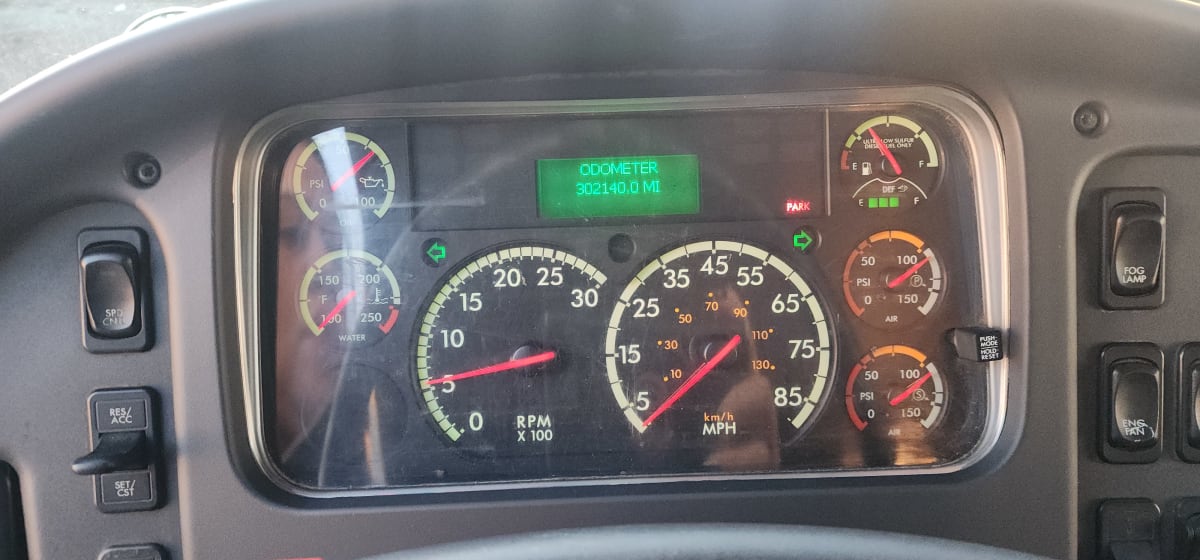 ODOMETER
302140.0 MI
PARK
PSI
0
100
OIL
150
200
F
100
250
WATER
0
5
10
15
20
25
30
RPM
X 100
5
15
25
35
45
55
65
75
85
10
30
50
70
90
110
130
km/h
MPH
ULTRA LOW SULFUR
DIESEL FUEL ONLY
E
F
DEF
E
F
50
100
PSI
P
0
150
AIR
50
100
PSI
S
0
150
AIR
PUSH-
MODE
HOLD-
RESET
SPD
CNTL
RES/
ACC
SET/
CST
FOG
LAMP
ENG
FAN